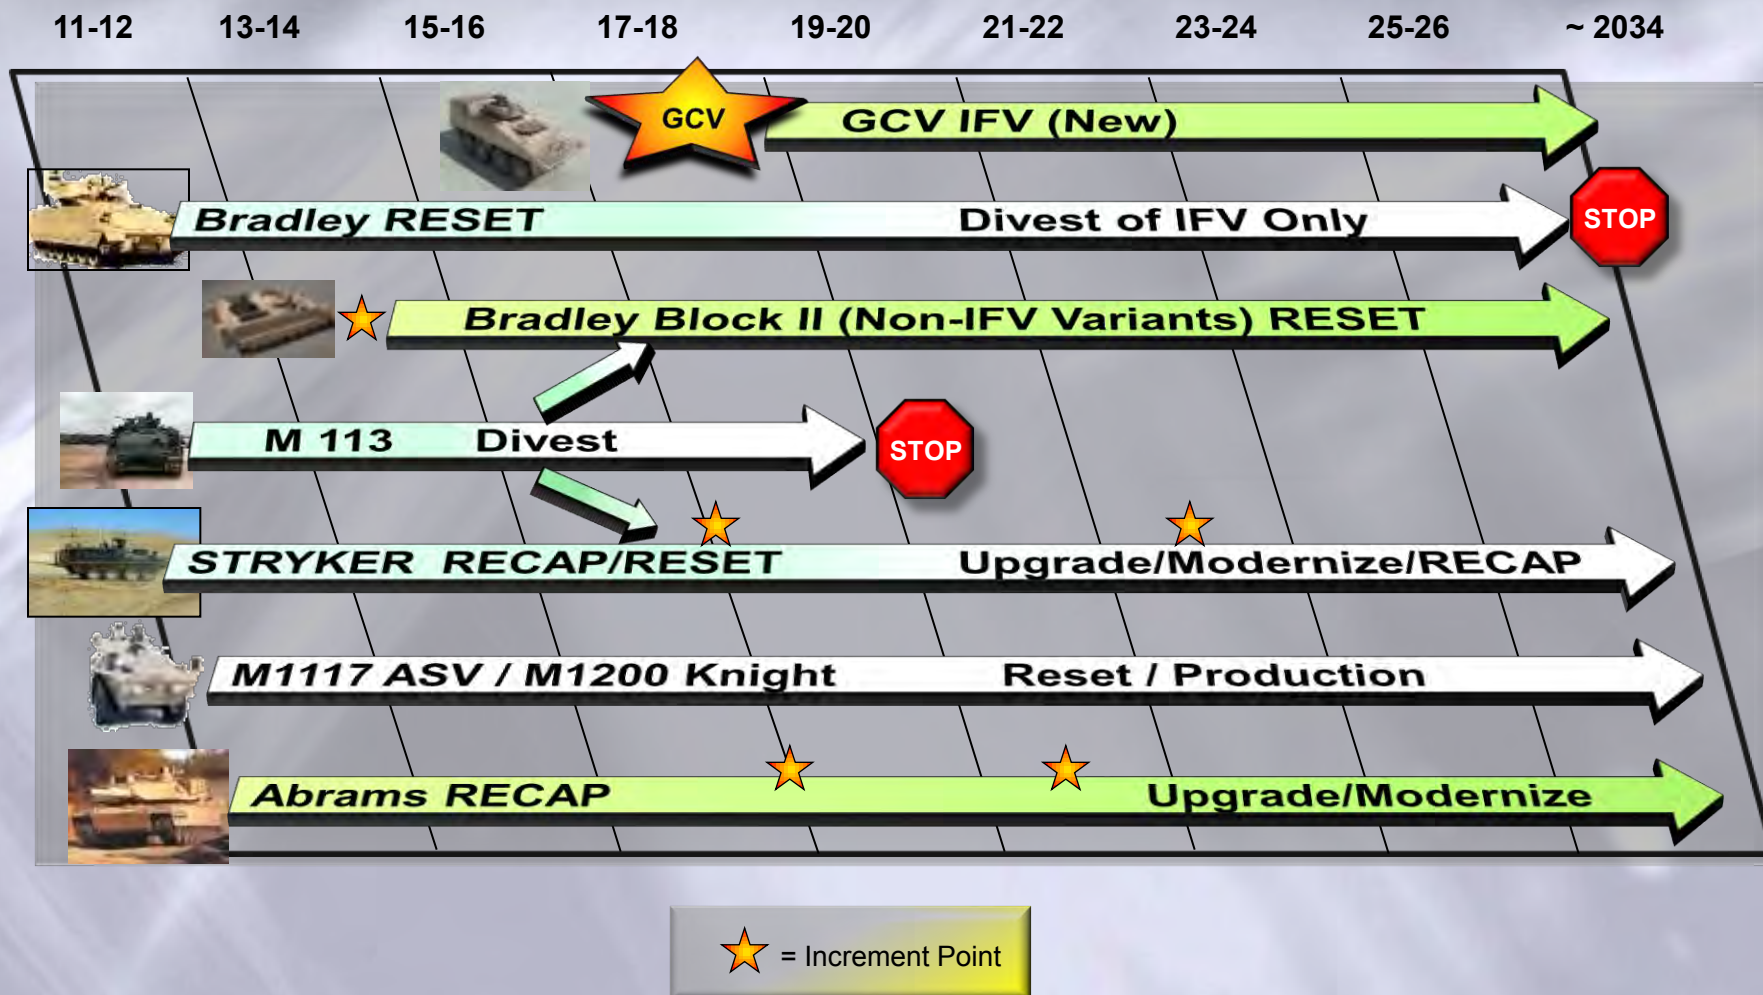 11-12 13-14 15-16 17-18 19-20 21-22 23-24 25-26 ~ 2034
GCV GCV IFV (New)
Bradley RESET Divest of IFV Only STOP
Bradley Block II (Non-IFV Variants) RESET
M 113 Divest STOP
STRYKER RECAP/RESET Upgrade/Modernize/RECAP
M1117 ASV / M1200 Knight Reset / Production
Abrams RECAP Upgrade/Modernize
= Increment Point